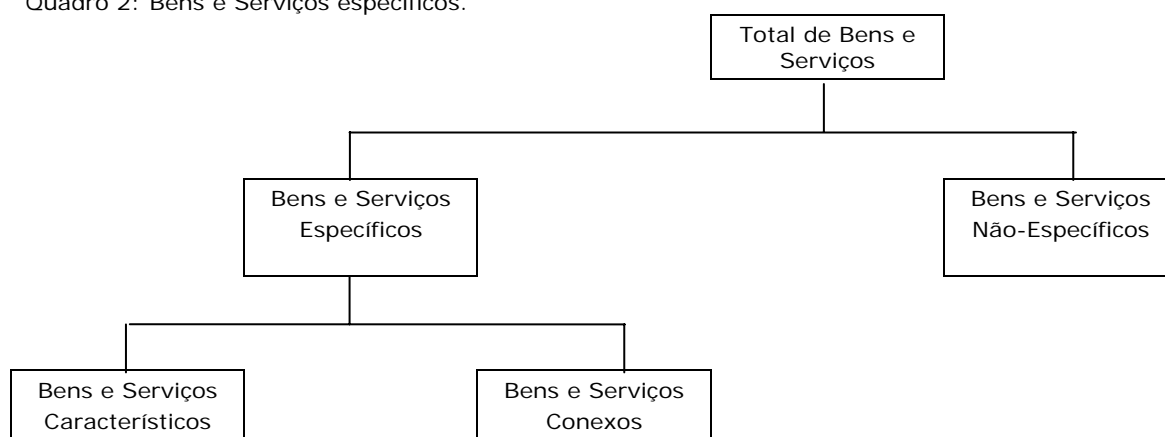 Quadro 2: Bens e Serviços específicos.
Total de Bens e
Serviços
Bens e Serviços
Específicos
Bens e Serviços
Não-Específicos
Bens e Serviços
Característicos
Bens e Serviços
Conexos